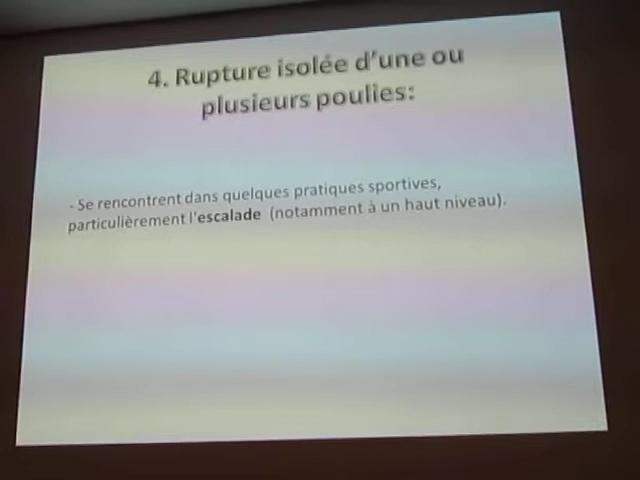 4. Rupture isolée d'une ou
plusieurs poulies:
- Se rencontrent dans quelques pratiques sportives,
particulièrement l'escalade (notamment à un haut niveau).